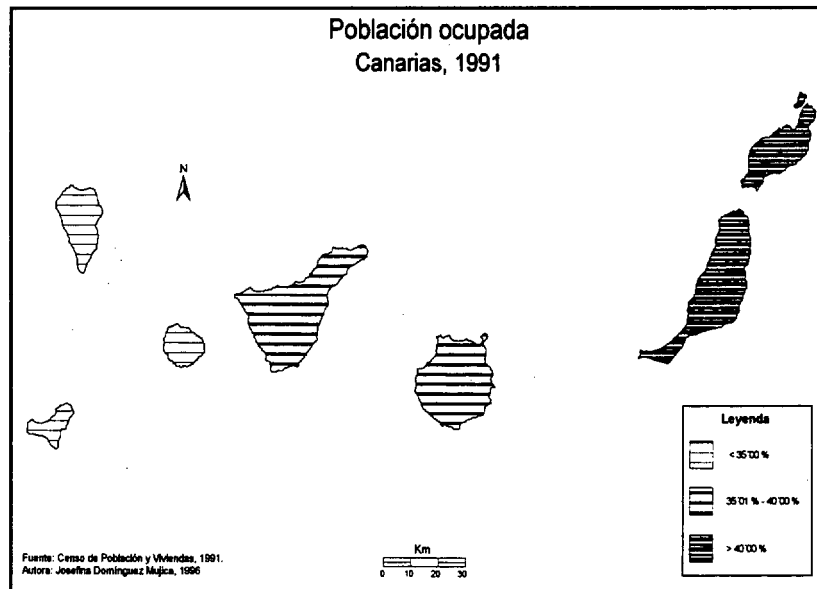 Población ocupada
Canarias, 1991
N
Leyenda
< 35'00 %
35'01 % - 40'00 %
> 40'00 %
Km
0 10 20 30
Fuente: Censo de Población y Viviendas, 1991.
Autora: Josefina Domínguez Mujica, 1996